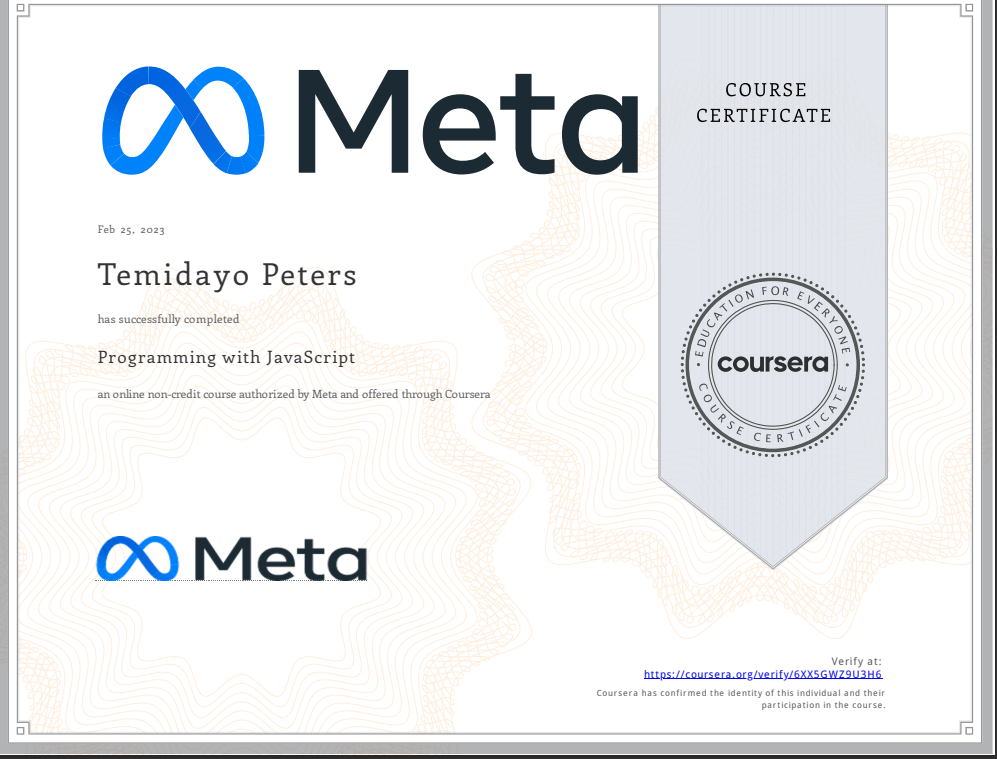 Meta
COURSE
CERTIFICATE
Feb 25, 2023
Temidayo Peters
has successfully completed
Programming with JavaScript
an online non-credit course authorized by Meta and offered through Coursera
EDUCATION FOR EVERYONE
coursera
COURSE CERTIFICATE
Meta
Verify at:
https://coursera.org/verify/6XX5GWZ9U3H6
Coursera has confirmed the identity of this individual and their
participation in the course.